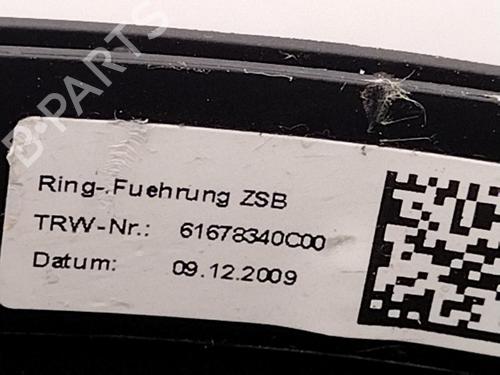 B-PARTS
Ring-.Fuehrung ZSB
TRW-Nr.: 61678340C00
Datum: 09.12.2009